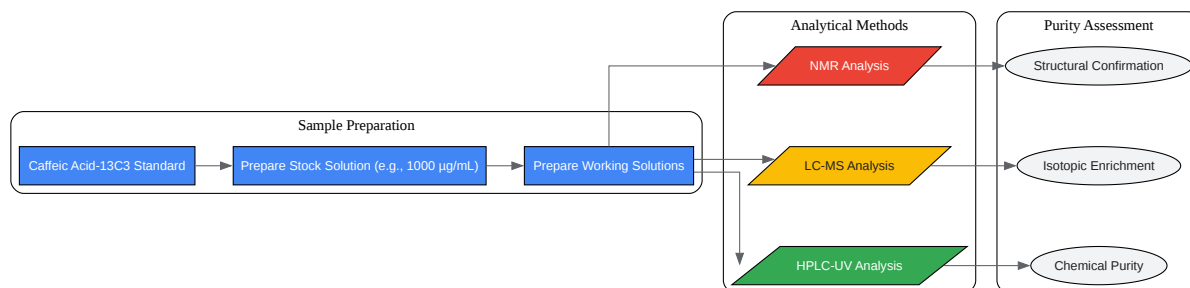 Analytical Methods
Purity Assessment
NMR Analysis
Structural Confirmation
Sample Preparation
Caffeic Acid-13C3 Standard
Prepare Stock Solution (e.g., 1000 µg/mL)
Prepare Working Solutions
LC-MS Analysis
Isotopic Enrichment
HPLC-UV Analysis
Chemical Purity